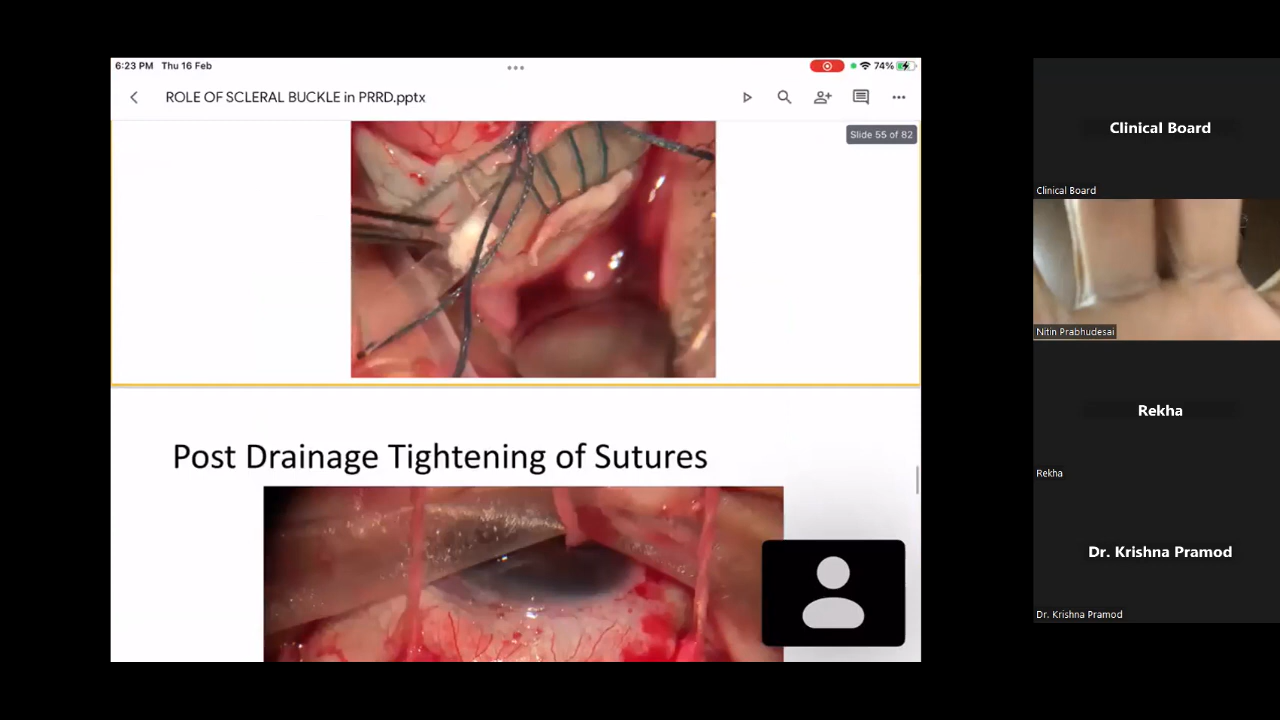 6:23 PM Thu 16 Feb
74%
ROLE OF SCLERAL BUCKLE in PRRD.pptx
Slide 55 of 82
Post Drainage Tightening of Sutures
Clinical Board
Clinical Board
Nitin Prabhudesai
Rekha
Rekha
Dr. Krishna Pramod
Dr. Krishna Pramod